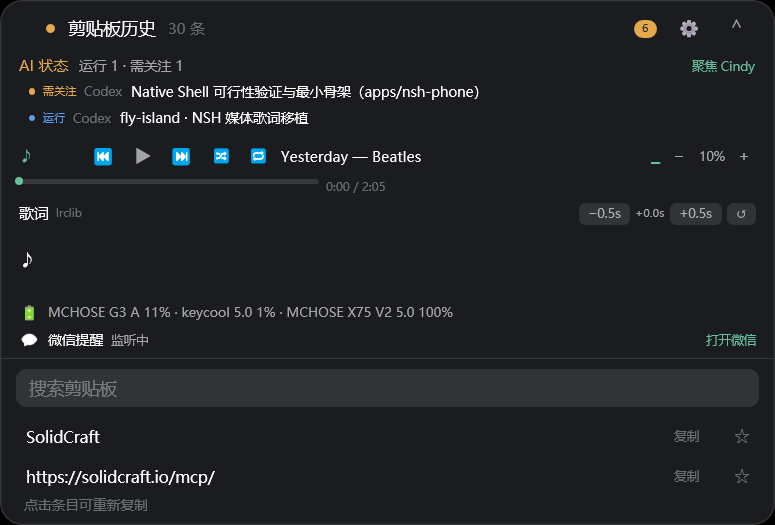 剪贴板历史 30 条 6
AI 状态 运行 1 · 需关注 1 聚焦 Cindy
需关注 Codex Native Shell 可行性验证与最小骨架（apps/nsh-phone）
运行 Codex fly-island · NSH 媒体歌词移植
Yesterday — Beatles − 10% +
0:00 / 2:05
歌词 lrclib −0.5s +0.0s +0.5s ↺
♪
MCHOSE G3 A 11% · keycool 5.0 1% · MCHOSE X75 V2 5.0 100%
微信提醒 监听中 打开微信
搜索剪贴板
SolidCraft 复制
https://solidcraft.io/mcp/ 复制
点击条目可重新复制